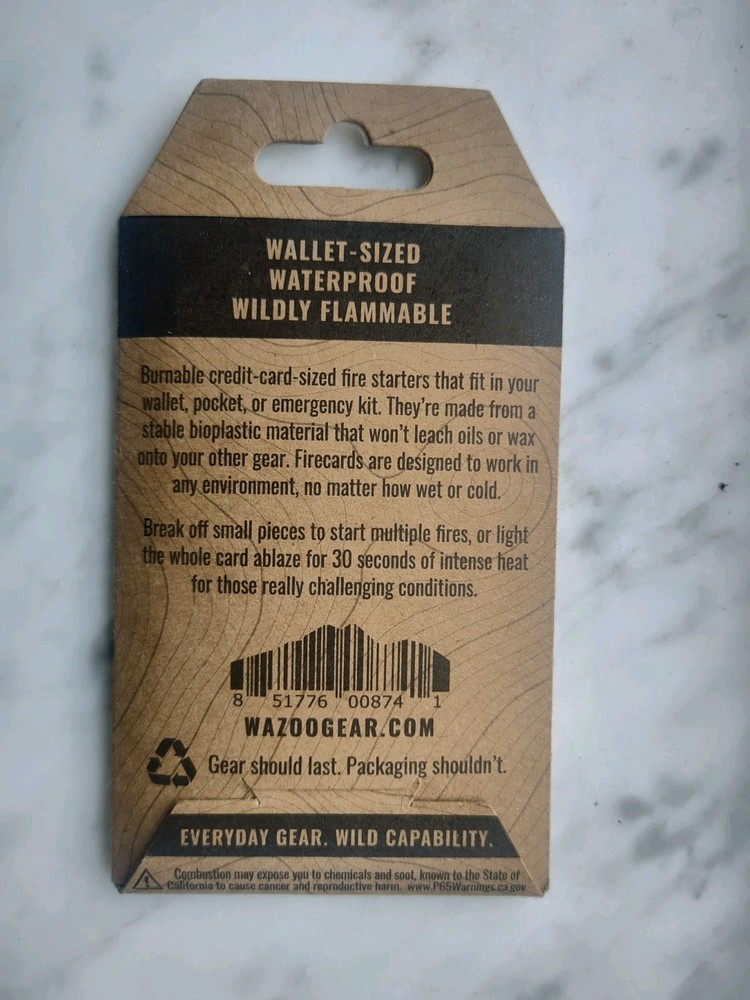 WALLET-SIZED
WATERPROOF
WILDLY FLAMMABLE
Burnable credit-card-sized fire starters that fit in your
wallet, pocket, or emergency kit. They're made from a
stable bioplastic material that won't leach oils or wax
onto your other gear. Firecards are designed to work in
any environment, no matter how wet or cold.
Break off small pieces to start multiple fires, or light
the whole card ablaze for 30 seconds of intense heat
for those really challenging conditions.
8 51776 00874 1
WAZOOGEAR.COM
Gear should last. Packaging shouldn't.
EVERYDAY GEAR. WILD CAPABILITY.
Combustion may expose you to chemicals and soot, known to the State of
California to cause cancer and reproductive harm. www.P65Warnings.ca.gov